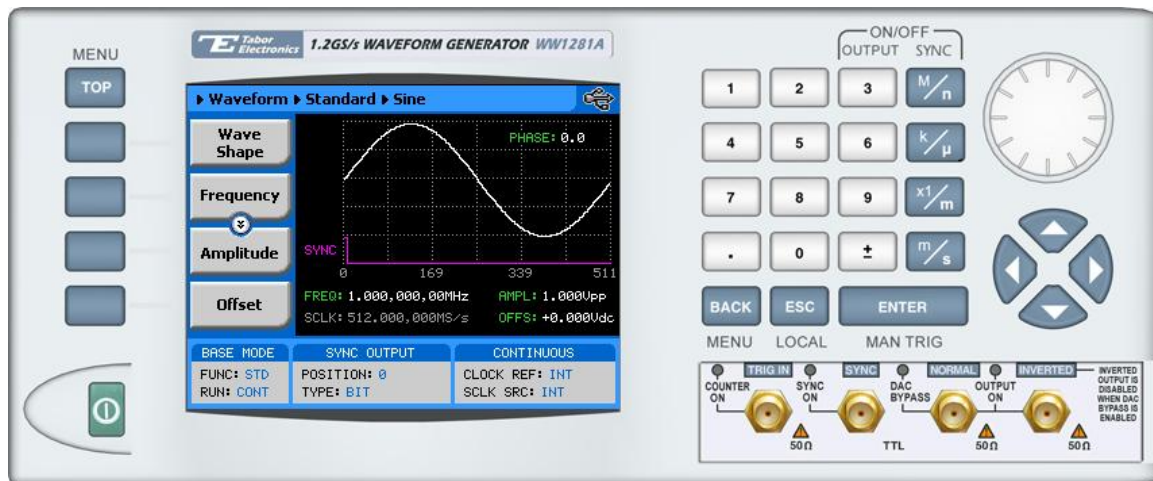 MENU
TOP
Tabor
Electronics
1.2GS/s WAVEFORM GENERATOR WW1281A
Waveform Standard Sine
Wave
Shape
Frequency
Amplitude
Offset
PHASE: 0.0
SYNC
0 169 339 511
FREQ: 1.000,000,00MHz AMPL: 1.000Vpp
SCLK: 512.000,000MS/s OFFS: +0.000Vdc
BASE MODE SYNC OUTPUT CONTINUOUS
FUNC: STD POSITION: 0 CLOCK REF: INT
RUN: CONT TYPE: BIT SCLK SRC: INT
ON/OFF
OUTPUT SYNC
1 2 3 M/n
4 5 6 k/µ
7 8 9 x1/m
. 0 ± m/s
BACK ESC ENTER
MENU LOCAL MAN TRIG
TRIG IN SYNC NORMAL INVERTED
COUNTER
ON
SYNC
ON
DAC
BYPASS
OUTPUT
ON
INVERTED
OUTPUT IS
DISABLED
WHEN DAC
BYPASS IS
ENABLED
50Ω TTL 50Ω 50Ω